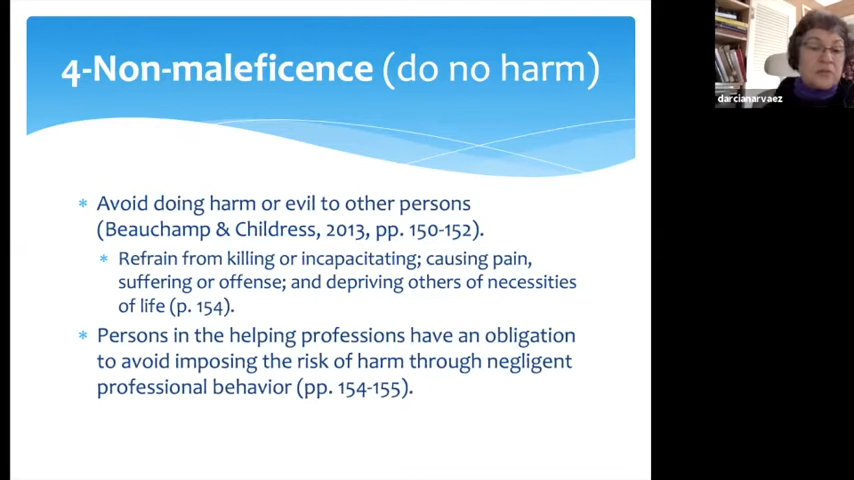 4-Non-maleficence (do no harm)
darcianarvaez
* Avoid doing harm or evil to other persons
(Beauchamp & Childress, 2013, pp. 150-152).
* Refrain from killing or incapacitating; causing pain,
suffering or offense; and depriving others of necessities
of life (p. 154).
* Persons in the helping professions have an obligation
to avoid imposing the risk of harm through negligent
professional behavior (pp. 154-155).